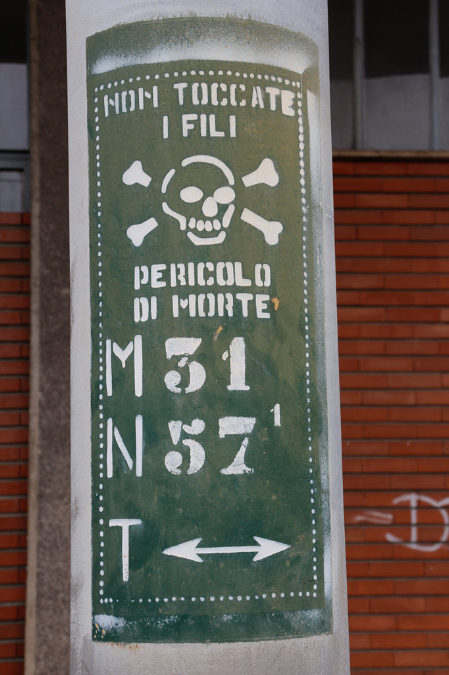 NON TOCCATE
I FILI
PERICOLO
DI MORTE
M 31
N 57¹
T